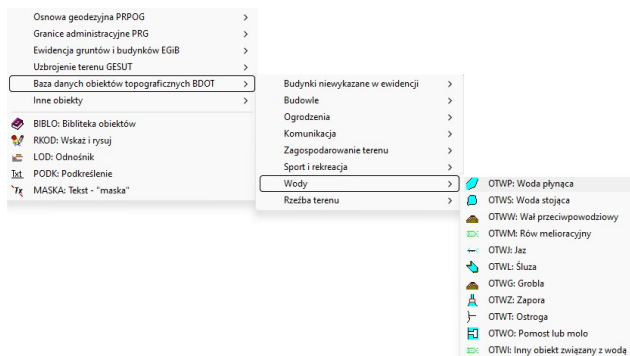 Osnowa geodezyjna PRPOG
Granice administracyjne PRG
Ewidencja gruntów i budynków EGiB
Uzbrojenie terenu GESUT
Baza danych obiektów topograficznych BDOT
Inne obiekty
BIBLO: Bibliteka obiektów
RKOD: Wskaż i rysuj
LOD: Odnośnik
Txt PODK: Podkreślenie
Tx MASKA: Tekst - "maska"
Budynki niewykazane w ewidencji
Budowle
Ogrodzenia
Komunikacja
Zagospodarowanie terenu
Sport i rekreacja
Wody
Rzeźba terenu
OTWP: Woda płynąca
OTWS: Woda stojąca
OTWW: Wał przeciwpowodziowy
OTWM: Rów melioracyjny
OTWJ: Jaz
OTWL: Śluza
OTWG: Grobla
OTWZ: Zapora
OTWT: Ostroga
OTWO: Pomost lub molo
OTWI: Inny obiekt związany z wodą